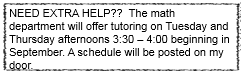 NEED EXTRA HELP??  The math
department will offer tutoring on Tuesday and
Thursday afternoons 3:30 – 4:00 beginning in
September. A schedule will be posted on my
door.